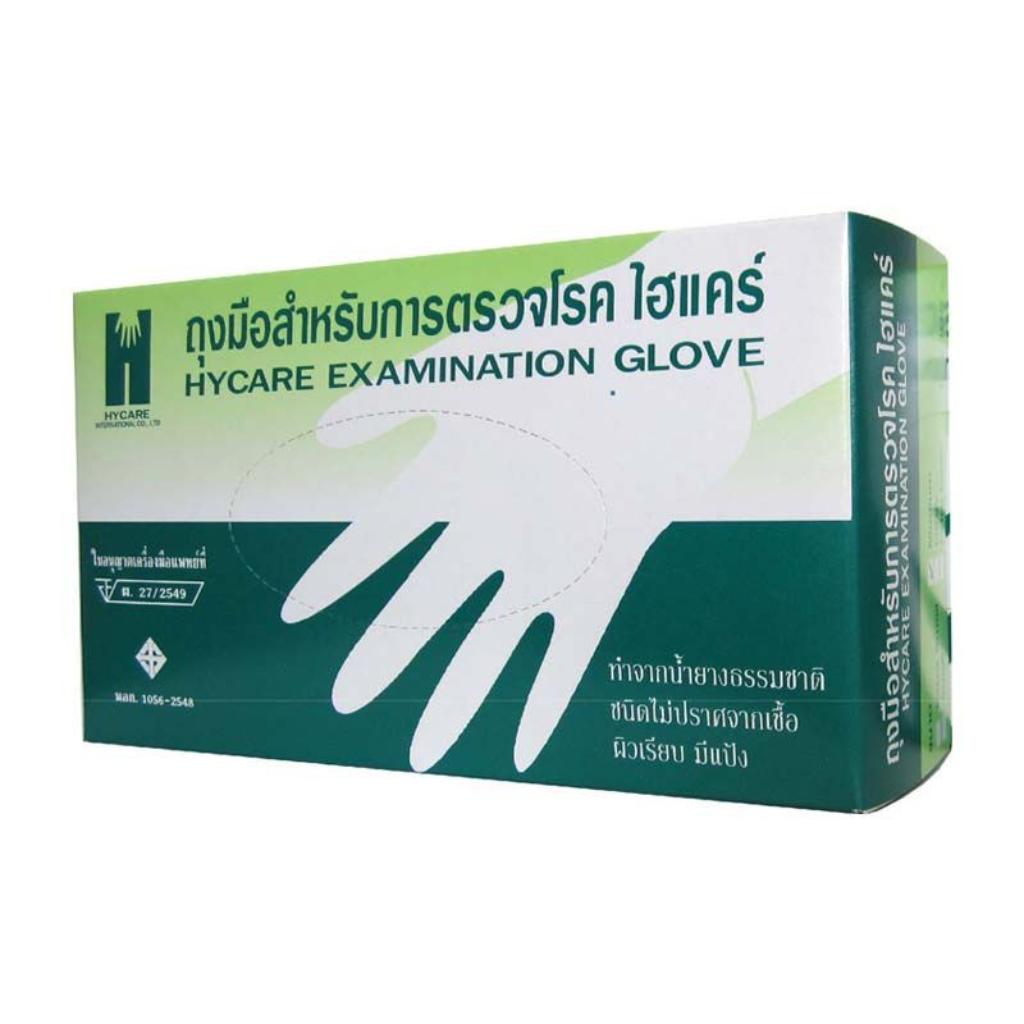 ถุงมือสำหรับการตรวจโรค ไฮแคร์
HYCARE EXAMINATION GLOVE
HYCARE
INTERNATIONAL CO., LTD
ใบอนุญาตเครื่องมือแพทย์ที่
ผ. 27/2549
มอก. 1056-2548
ทำจากน้ำยางธรรมชาติ
ชนิดไม่ปราศจากเชื้อ
ผิวเรียบ มีแป้ง
ถุงมือสำหรับการตรวจโรค ไฮแคร์
HYCARE EXAMINATION GLOVE